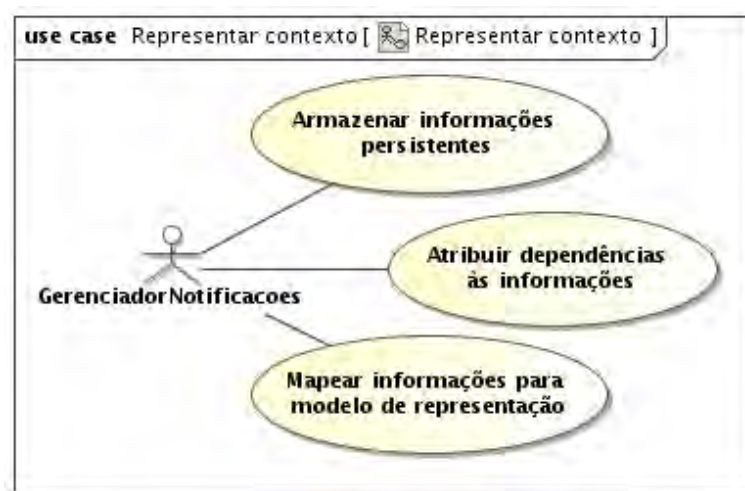 use case Representar contexto [ Representar contexto ]
Armazenar informações
persistentes
Atribuir dependências
às informações
GerenciadorNotificacoes
Mapear informações para
modelo de representação